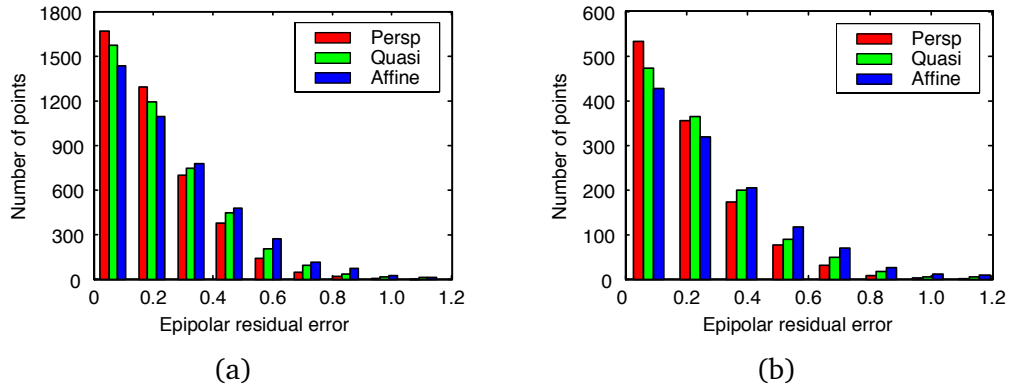 1800
1500
1200
900
600
300
0
Number of points
Persp
Quasi
Affine
0 0.2 0.4 0.6 0.8 1.0 1.2
Epipolar residual error
(a)
600
500
400
300
200
100
0
Number of points
Persp
Quasi
Affine
0 0.2 0.4 0.6 0.8 1.0 1.2
Epipolar residual error
(b)